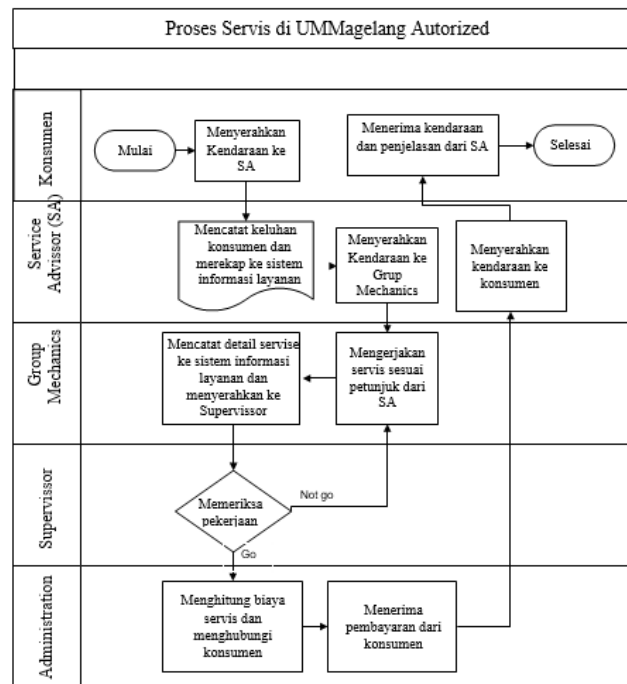 Proses Servis di UMMagelang Autorized
Konsumen
Mulai
Menyerahkan
Kendaraan ke
SA
Menerima kendaraan
dan penjelasan dari SA
Selesai
Service
Advissor (SA)
Mencatat keluhan
konsumen dan
merekap ke sistem
informasi layanan
Menyerahkan
Kendaraan ke
Grup
Mechanics
Menyerahkan
kendaraan ke
konsumen
Group
Mechanics
Mencatat detail servise
ke sistem informasi
layanan dan
menyerahkan ke
Supervissor
Mengerjakan
servis sesuai
petunjuk dari
SA
Supervissor
Memeriksa
pekerjaan
Not go
Go
Administration
Menghitung biaya
servis dan
menghubungi
konsumen
Menerima
pembayaran dari
konsumen